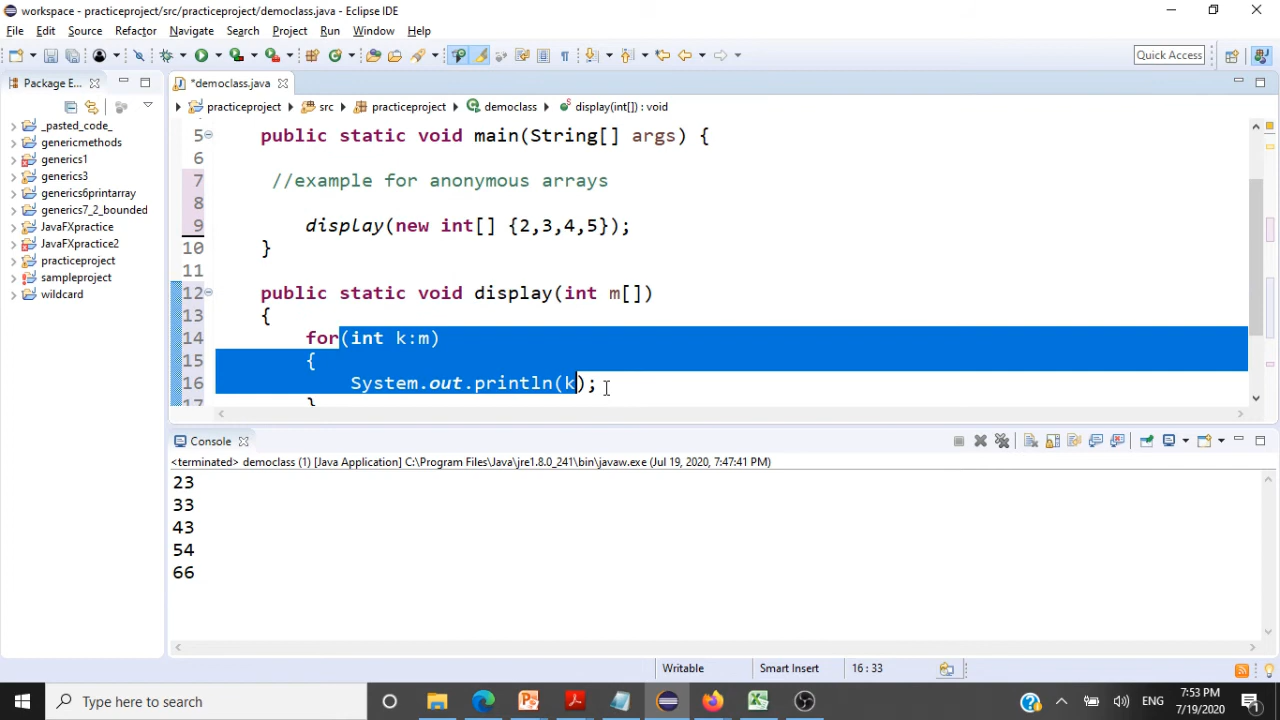 workspace - practiceproject/src/practiceproject/democlass.java - Eclipse IDE
File Edit Source Refactor Navigate Search Project Run Window Help
Quick Access
Package E...
*democlass.java
practiceproject src practiceproject democlass display(int[]) : void
_pasted_code_
genericmethods
generics1
generics3
generics6printarray
generics7_2_bounded
JavaFXpractice
JavaFXpractice2
practiceproject
sampleproject
wildcard
5 public static void main(String[] args) {
6
7 //example for anonymous arrays
8
9 display(new int[] {2,3,4,5});
10 }
11
12 public static void display(int m[])
13 {
14 for(int k:m)
15 {
16 System.out.println(k);
17 }
Console
<terminated> democlass (1) [Java Application] C:\Program Files\Java\jre1.8.0_241\bin\javaw.exe (Jul 19, 2020, 7:47:41 PM)
23
33
43
54
66
Writable Smart Insert 16 : 33
Type here to search
ENG
7:53 PM
7/19/2020
1